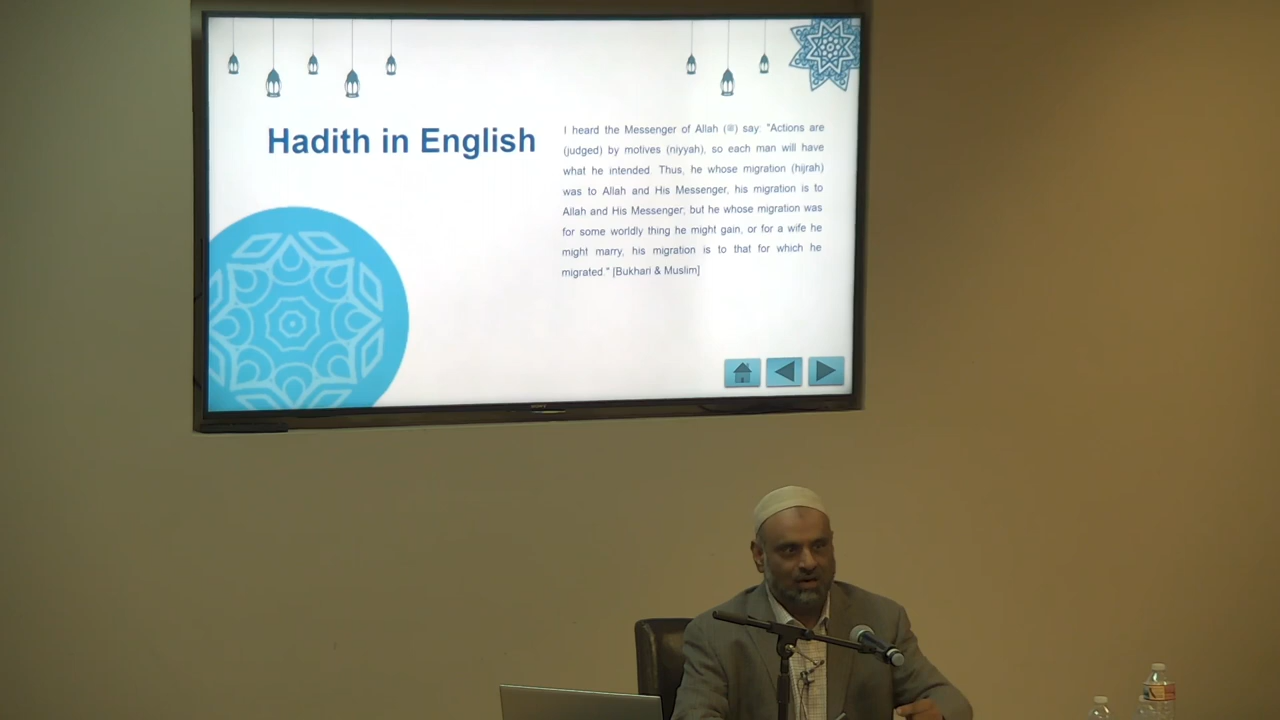 Hadith in English
I heard the Messenger of Allah (ﷺ) say: "Actions are
(judged) by motives (niyyah), so each man will have
what he intended. Thus, he whose migration (hijrah)
was to Allah and His Messenger, his migration is to
Allah and His Messenger; but he whose migration was
for some worldly thing he might gain, or for a wife he
might marry, his migration is to that for which he
migrated." [Bukhari & Muslim]
SONY